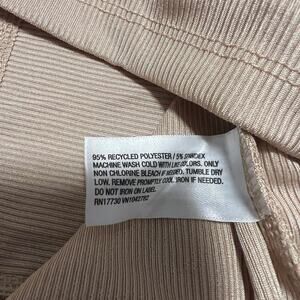 95% RECYCLED POLYESTER / 5% SPANDEX
MACHINE WASH COLD WITH LIKE COLORS. ONLY
NON CHLORINE BLEACH IF NEEDED. TUMBLE DRY
LOW. REMOVE PROMPTLY. COOL IRON IF NEEDED.
DO NOT IRON ON LABEL.
RN17730 VN1043782